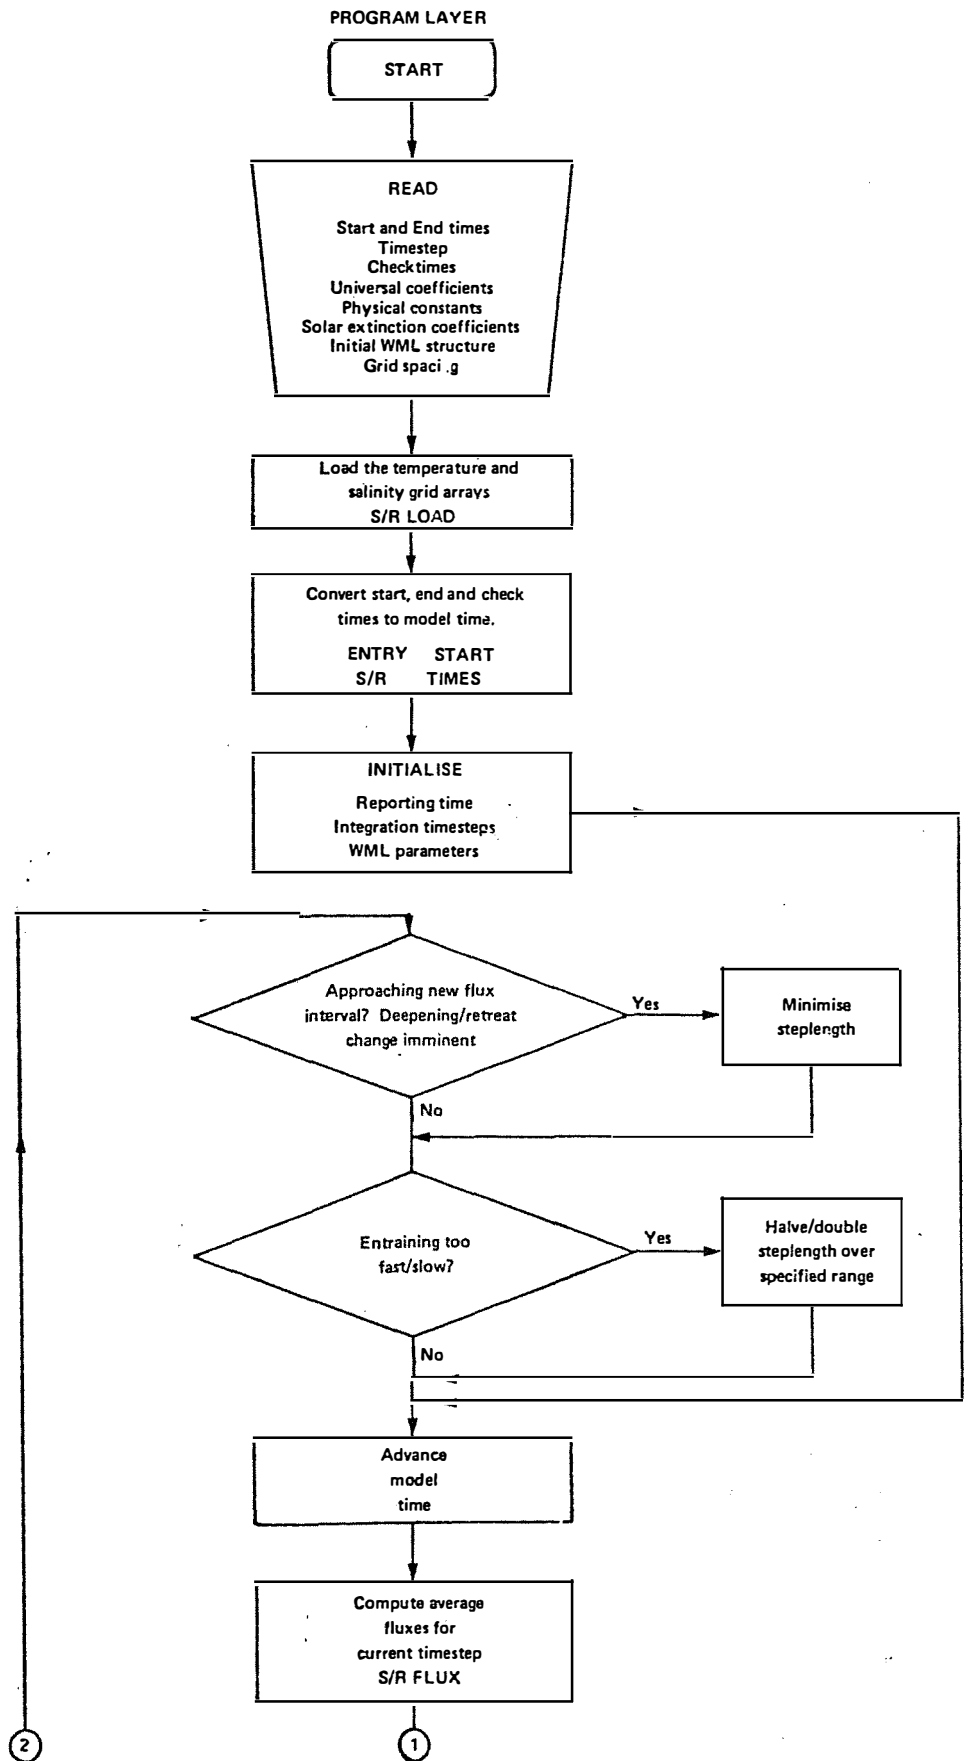 PROGRAM LAYER
START
READ
Start and End times
Timestep
Checktimes
Universal coefficients
Physical constants
Solar extinction coefficients
Initial WML structure
Grid spaci .g
Load the temperature and
salinity grid arrays
S/R LOAD
Convert start, end and check
times to model time.
ENTRY START
S/R TIMES
INITIALISE
Reporting time
Integration timesteps
WML parameters
Approaching new flux
interval? Deepening/retreat
change imminent
Yes
Minimise
steplength
No
Entraining too
fast/slow?
Yes
Halve/double
steplength over
specified range
No
Advance
model
time
Compute average
fluxes for
current timestep
S/R FLUX
2
1